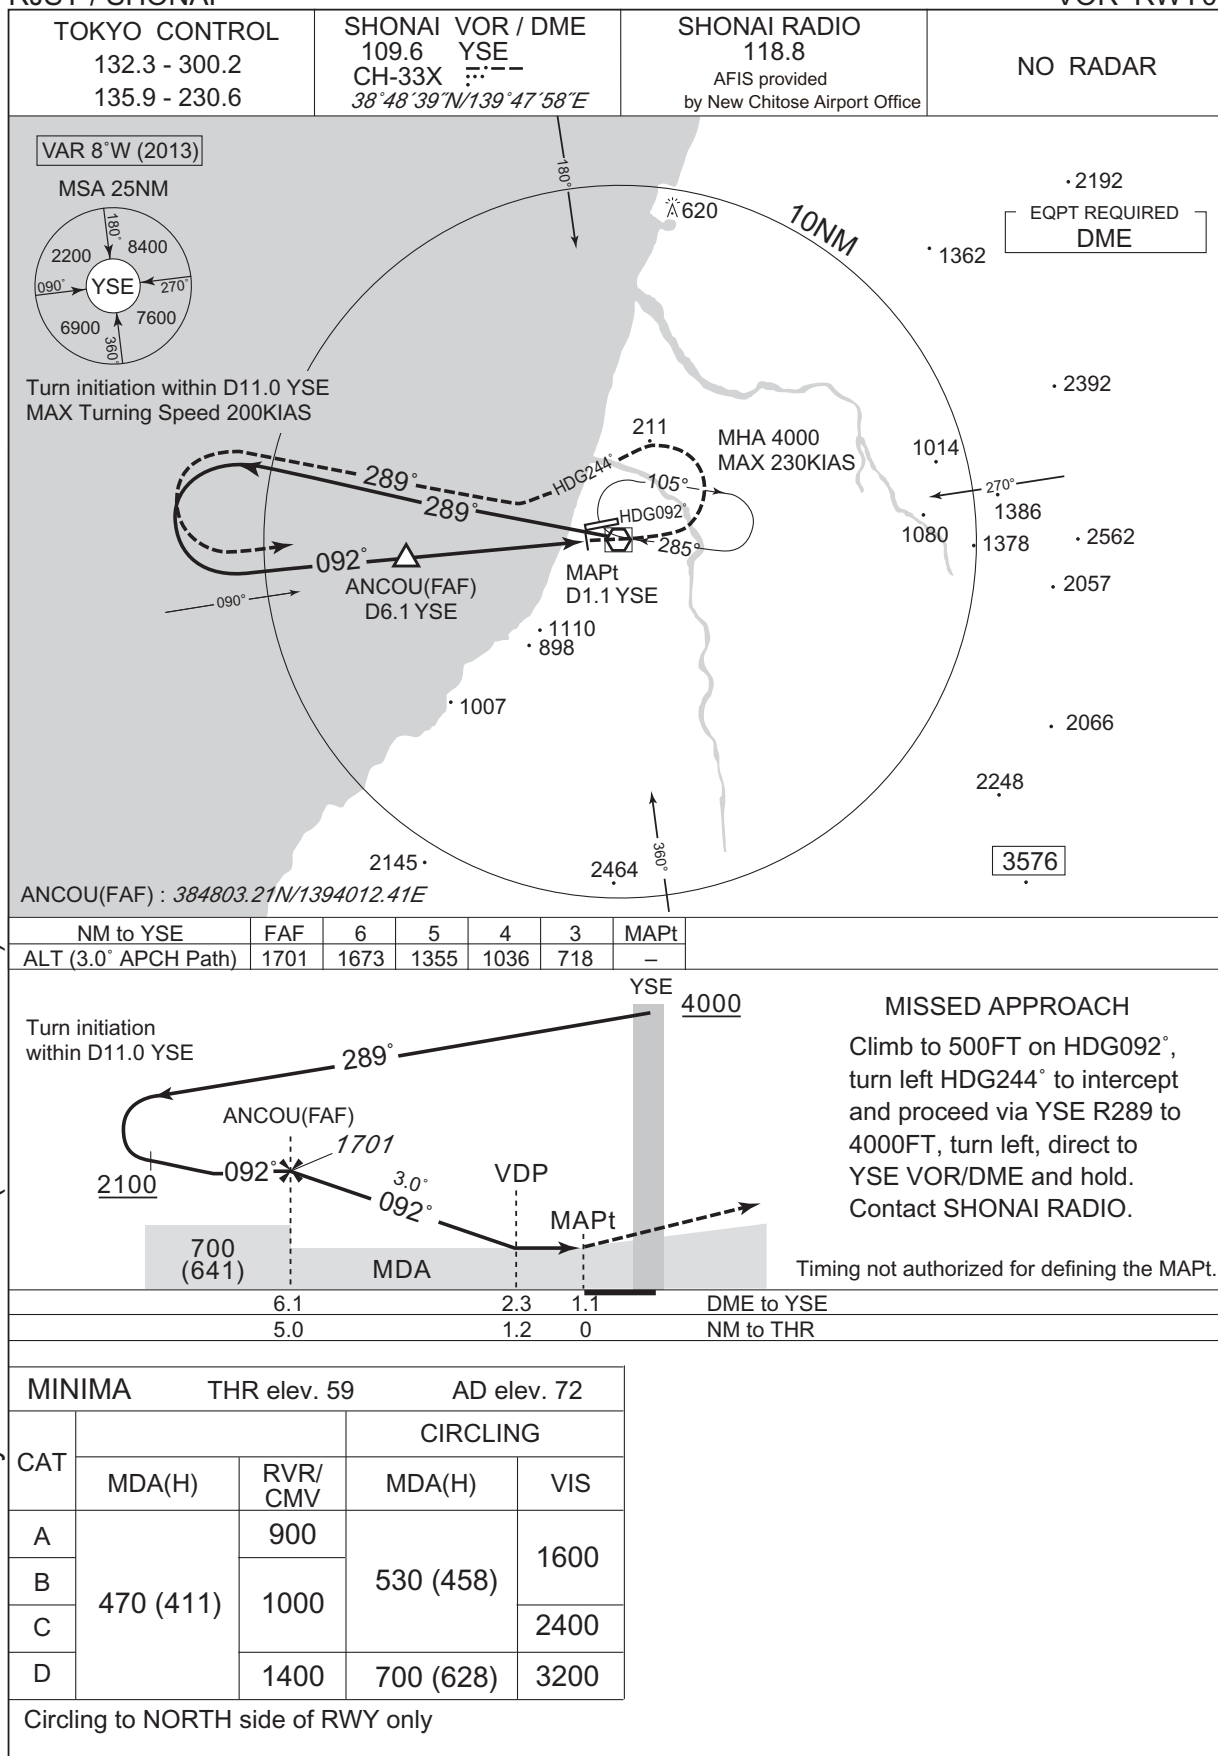 RJSY / SHONAI
VOR RWY0
TOKYO CONTROL
132.3 - 300.2
135.9 - 230.6
SHONAI VOR / DME
109.6 YSE
CH-33X
38˚48´39˝N/139˚47´58˝E
SHONAI RADIO
118.8
AFIS provided
by New Chitose Airport Office
NO RADAR
VAR 8˚W (2013)
MSA 25NM
180˚
2200
8400
090˚
YSE
270˚
6900
7600
360˚
Turn initiation within D11.0 YSE
MAX Turning Speed 200KIAS
180˚
620
10NM
2192
EQPT REQUIRED
DME
1362
2392
211
MHA 4000
MAX 230KIAS
1014
289˚
289˚
HDG244˚
105˚
270˚
1386
HDG092˚
1080
1378
2562
092˚
285˚
ANCOU(FAF)
D6.1 YSE
MAPt
D1.1 YSE
2057
090˚
1110
898
1007
2066
2248
2145
2464
360˚
3576
ANCOU(FAF) : 384803.21N/1394012.41E
NM to YSE FAF 6 5 4 3 MAPt
ALT (3.0˚ APCH Path) 1701 1673 1355 1036 718 –
YSE
4000
Turn initiation
within D11.0 YSE
289˚
ANCOU(FAF)
1701
2100
092˚
3.0˚
092˚
VDP
MAPt
700
(641)
MDA
MISSED APPROACH
Climb to 500FT on HDG092˚,
turn left HDG244˚ to intercept
and proceed via YSE R289 to
4000FT, turn left, direct to
YSE VOR/DME and hold.
Contact SHONAI RADIO.
Timing not authorized for defining the MAPt.
6.1 2.3 1.1 DME to YSE
5.0 1.2 0 NM to THR
MINIMA THR elev. 59 AD elev. 72
CAT
CIRCLING
MDA(H)
RVR/
CMV
MDA(H)
VIS
A
900
B
470 (411)
1000
530 (458)
1600
C
2400
D
1400
700 (628)
3200
Circling to NORTH side of RWY only